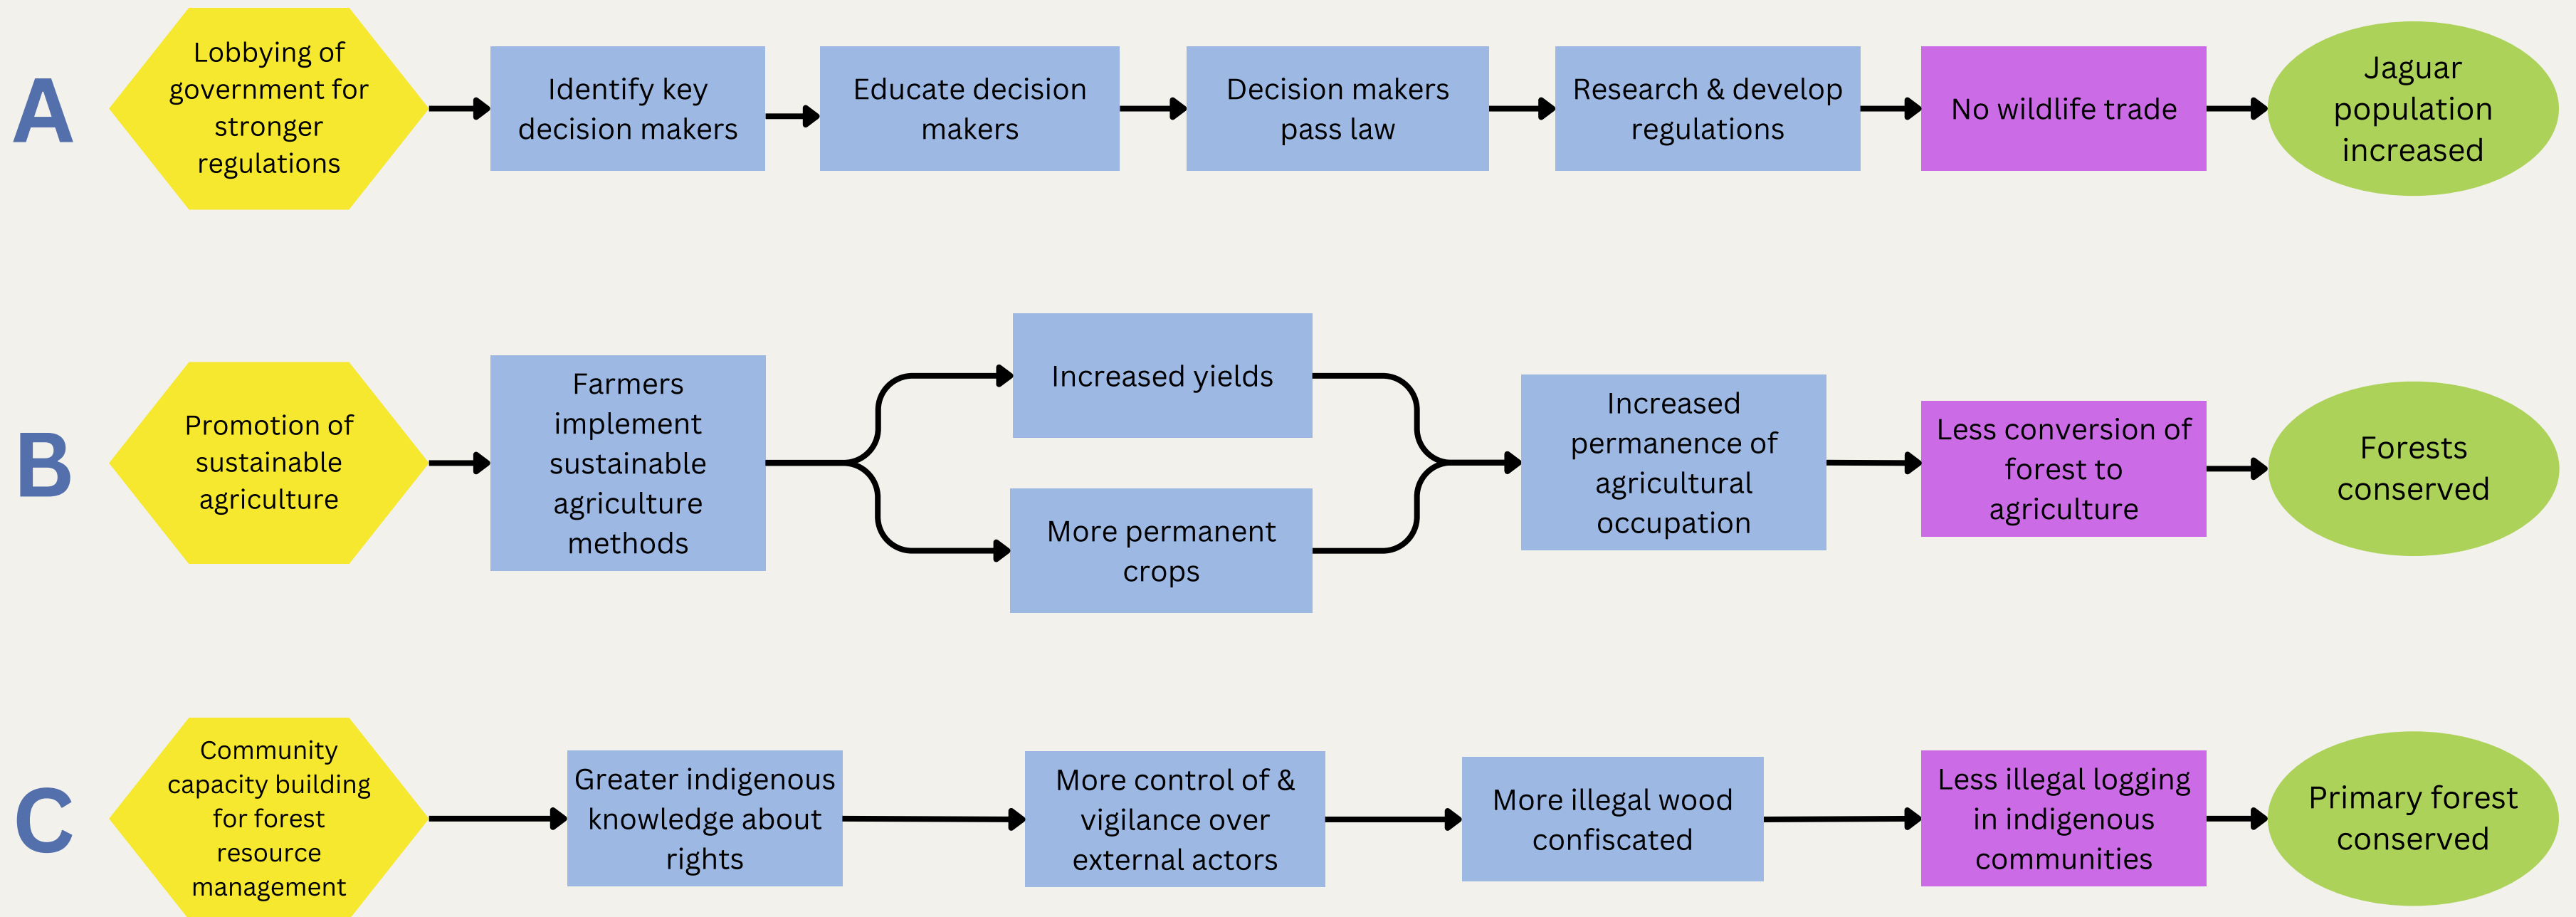 A
Lobbying of
government for
stronger
regulations
Identify key
decision makers
Educate decision
makers
Decision makers
pass law
Research & develop
regulations
No wildlife trade
Jaguar
population
increased
B
Promotion of
sustainable
agriculture
Farmers
implement
sustainable
agriculture
methods
Increased yields
More permanent
crops
Increased
permanence of
agricultural
occupation
Less conversion of
forest to
agriculture
Forests
conserved
C
Community
capacity building
for forest
resource
management
Greater indigenous
knowledge about
rights
More control of &
vigilance over
external actors
More illegal wood
confiscated
Less illegal logging
in indigenous
communities
Primary forest
conserved